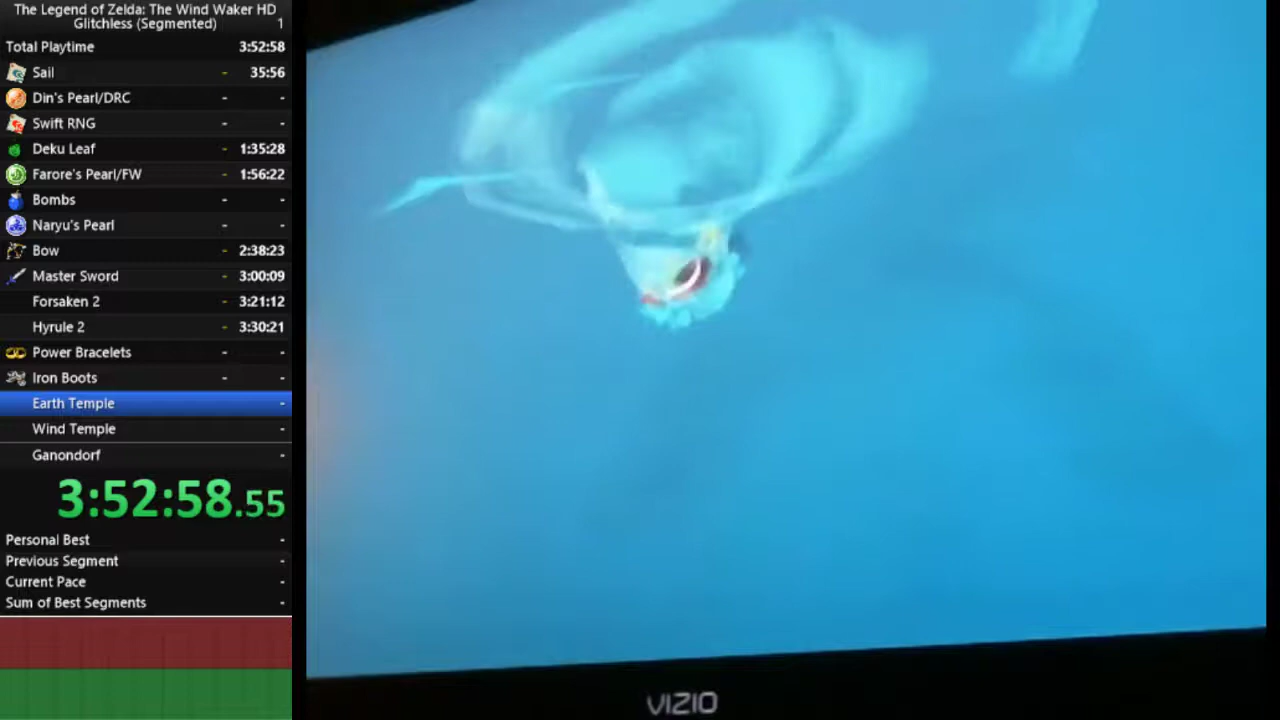 The Legend of Zelda: The Wind Waker HD
Glitchless (Segmented) 1
Total Playtime 3:52:58
Sail - 35:56
Din's Pearl/DRC - -
Swift RNG - -
Deku Leaf - 1:35:28
Farore's Pearl/FW - 1:56:22
Bombs - -
Naryu's Pearl - -
Bow - 2:38:23
Master Sword - 3:00:09
Forsaken 2 - 3:21:12
Hyrule 2 - 3:30:21
Power Bracelets - -
Iron Boots - -
Earth Temple -
Wind Temple -
Ganondorf -
3:52:58.55
Personal Best -
Previous Segment -
Current Pace -
Sum of Best Segments -
VIZIO